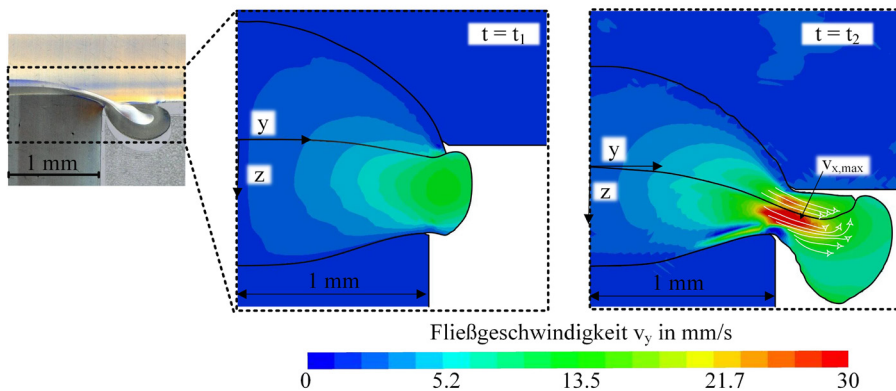 t = t1
t = t2
y
z
y
z
vx,max
1 mm
1 mm
1 mm
Fließgeschwindigkeit vy in mm/s
0 5.2 13.5 21.7 30